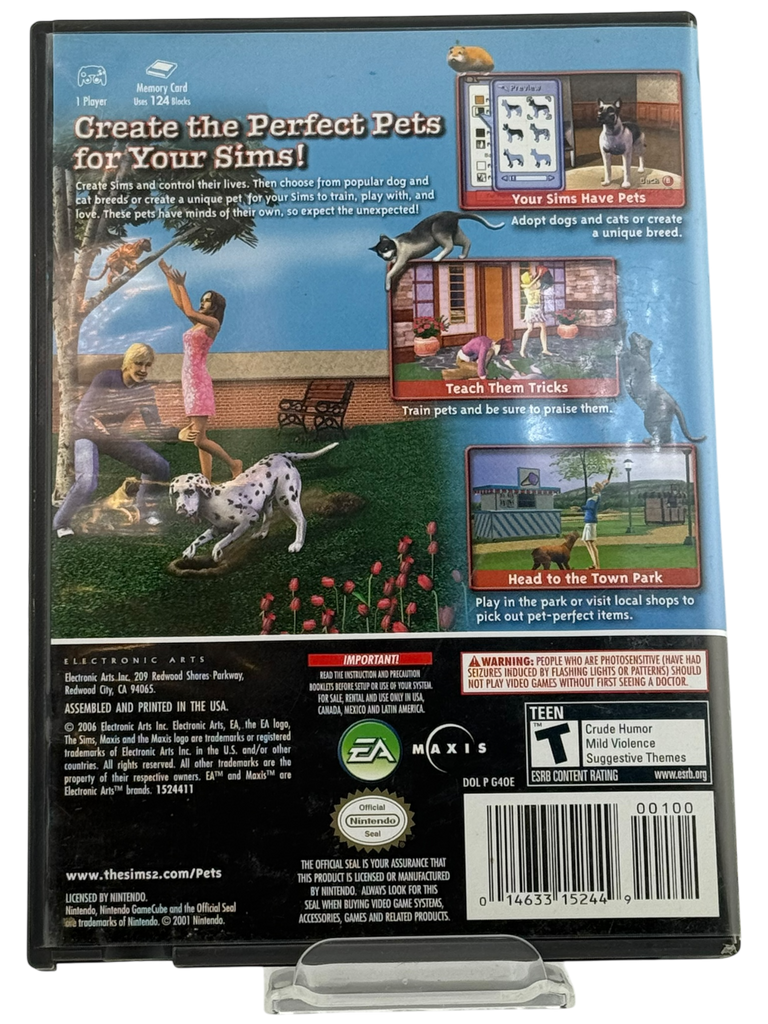 1 Player
Memory Card
Uses 124 Blocks
Create the Perfect Pets
for Your Sims!
Create Sims and control their lives. Then choose from popular dog and
cat breeds or create a unique pet for your Sims to train, play with, and
love. These pets have minds of their own, so expect the unexpected!
Preview
Back B
Your Sims Have Pets
Adopt dogs and cats or create
a unique breed.
Teach Them Tricks
Train pets and be sure to praise them.
Head to the Town Park
Play in the park or visit local shops to
pick out pet-perfect items.
ELECTRONIC ARTS
Electronic Arts Inc. 209 Redwood Shores Parkway,
Redwood City, CA 94065.
ASSEMBLED AND PRINTED IN THE USA.
© 2006 Electronic Arts Inc. Electronic Arts, EA, the EA logo,
The Sims, Maxis and the Maxis logo are trademarks or registered
trademarks of Electronic Arts Inc. in the U.S. and/or other
countries. All rights reserved. All other trademarks are the
property of their respective owners. EA™ and Maxis™ are
Electronic Arts™ brands. 1524411
www.thesims2.com/Pets
LICENSED BY NINTENDO.
Nintendo, Nintendo GameCube and the Official Seal
are trademarks of Nintendo. © 2001 Nintendo.
IMPORTANT!
READ THE INSTRUCTION AND PRECAUTION
BOOKLETS BEFORE SETUP OR USE OF YOUR SYSTEM.
FOR SALE, RENTAL AND USE ONLY IN USA,
CANADA, MEXICO AND LATIN AMERICA.
EA
MAXIS
Official
Nintendo
Seal
THE OFFICIAL SEAL IS YOUR ASSURANCE THAT
THIS PRODUCT IS LICENSED OR MANUFACTURED
BY NINTENDO. ALWAYS LOOK FOR THIS
SEAL WHEN BUYING VIDEO GAME SYSTEMS,
ACCESSORIES, GAMES AND RELATED PRODUCTS.
WARNING: PEOPLE WHO ARE PHOTOSENSITIVE (HAVE HAD
SEIZURES INDUCED BY FLASHING LIGHTS OR PATTERNS) SHOULD
NOT PLAY VIDEO GAMES WITHOUT FIRST SEEING A DOCTOR.
TEEN
T™
Crude Humor
Mild Violence
Suggestive Themes
ESRB CONTENT RATING www.esrb.org
DOL P G4OE
00100
0 14633 15244 9